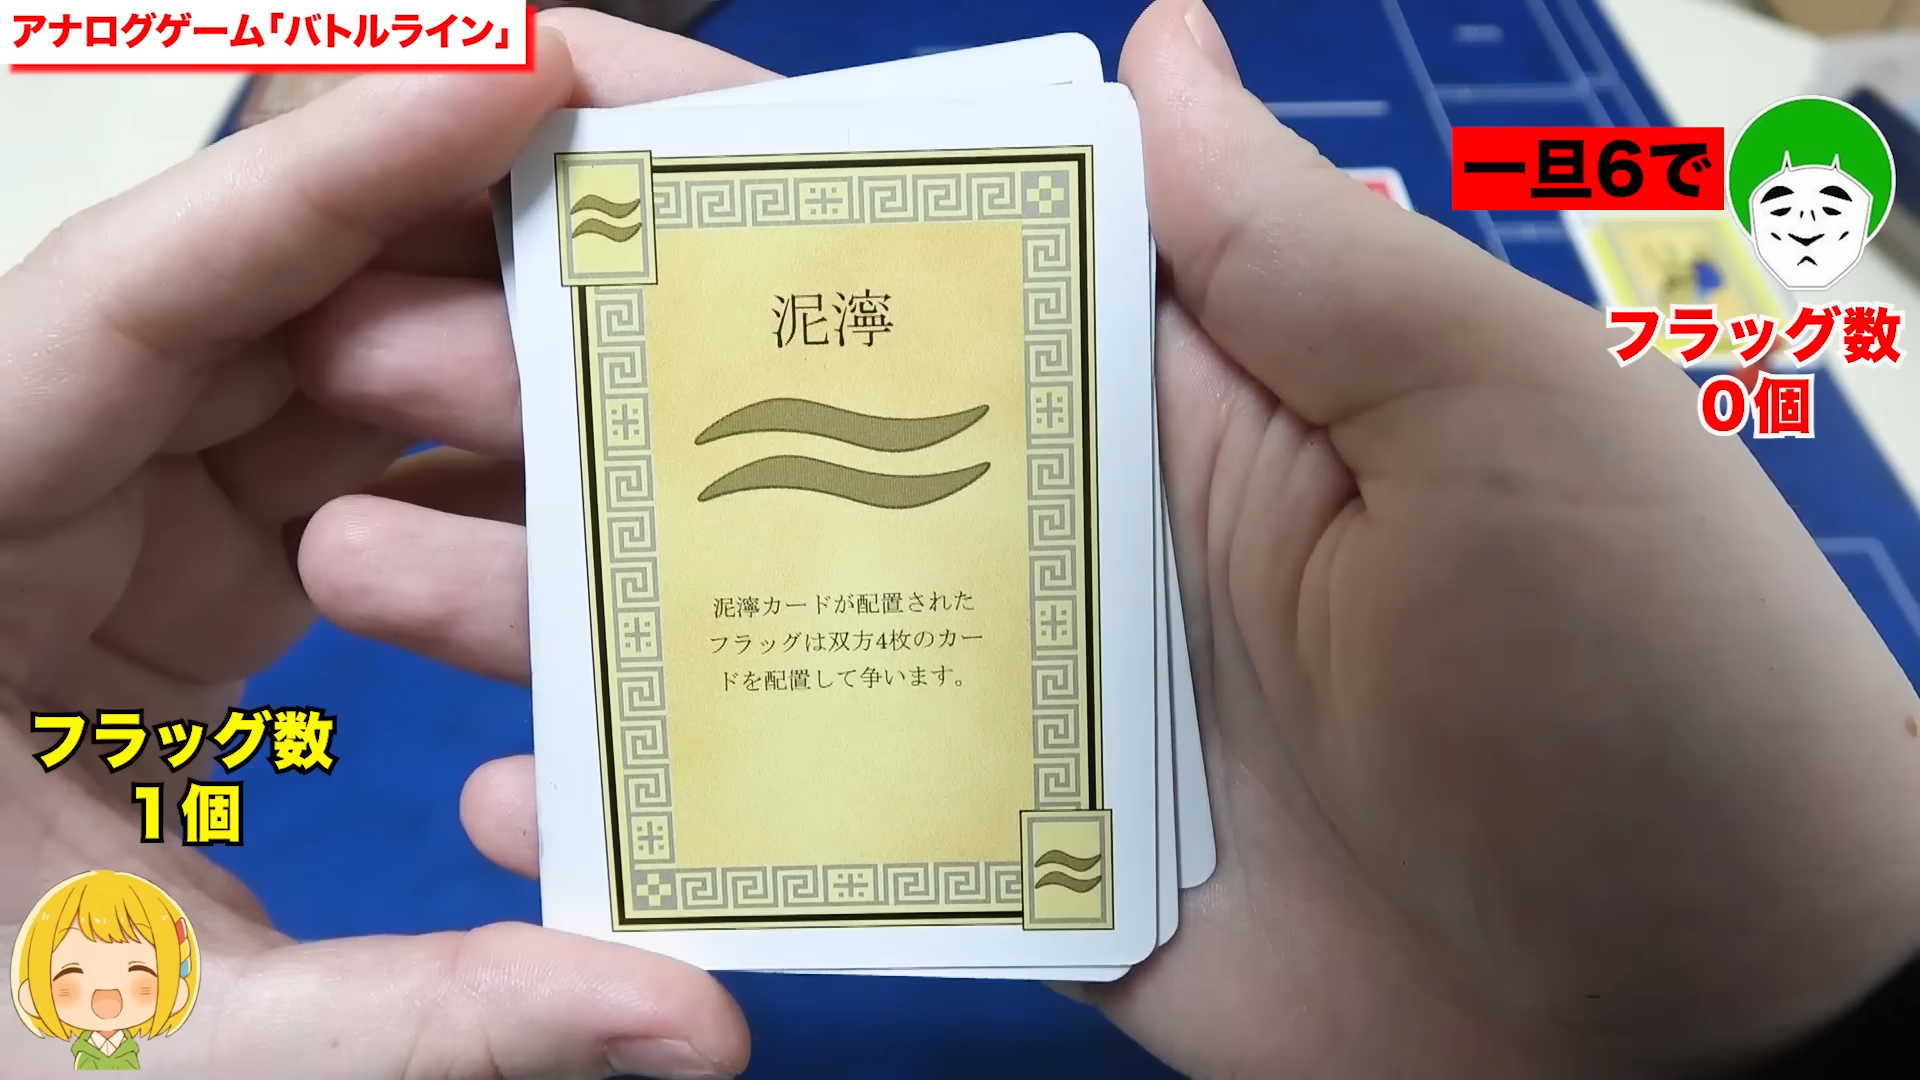 アナログゲーム「バトルライン」
一旦6で
フラッグ数
0個
泥濘
泥濘カードが配置された
フラッグは双方4枚のカー
ドを配置して争います。
フラッグ数
1個